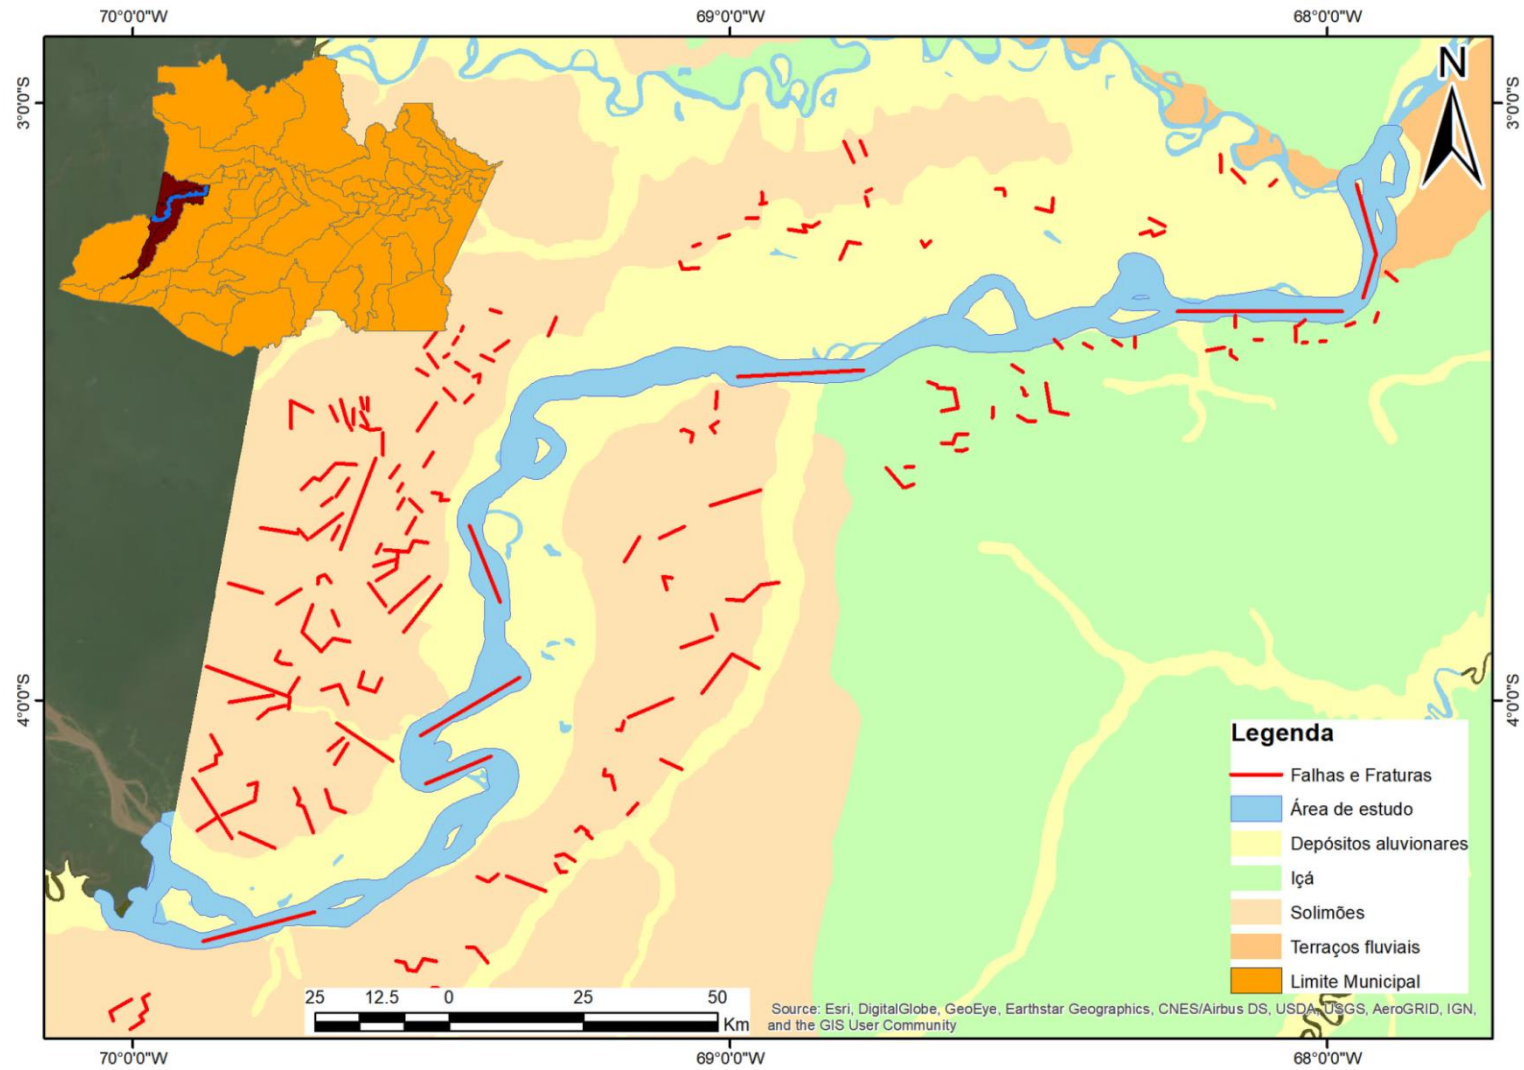 70°0'0"W 69°0'0"W 68°0'0"W
N
3°0'0"S 3°0'0"S
4°0'0"S 4°0'0"S
Legenda
Falhas e Fraturas
Área de estudo
Depósitos aluvionares
Içá
Solimões
Terraços fluviais
Limite Municipal
25 12.5 0 25 50
Km
Source: Esri, DigitalGlobe, GeoEye, Earthstar Geographics, CNES/Airbus DS, USDA, USGS, AeroGRID, IGN,
and the GIS User Community
70°0'0"W 69°0'0"W 68°0'0"W